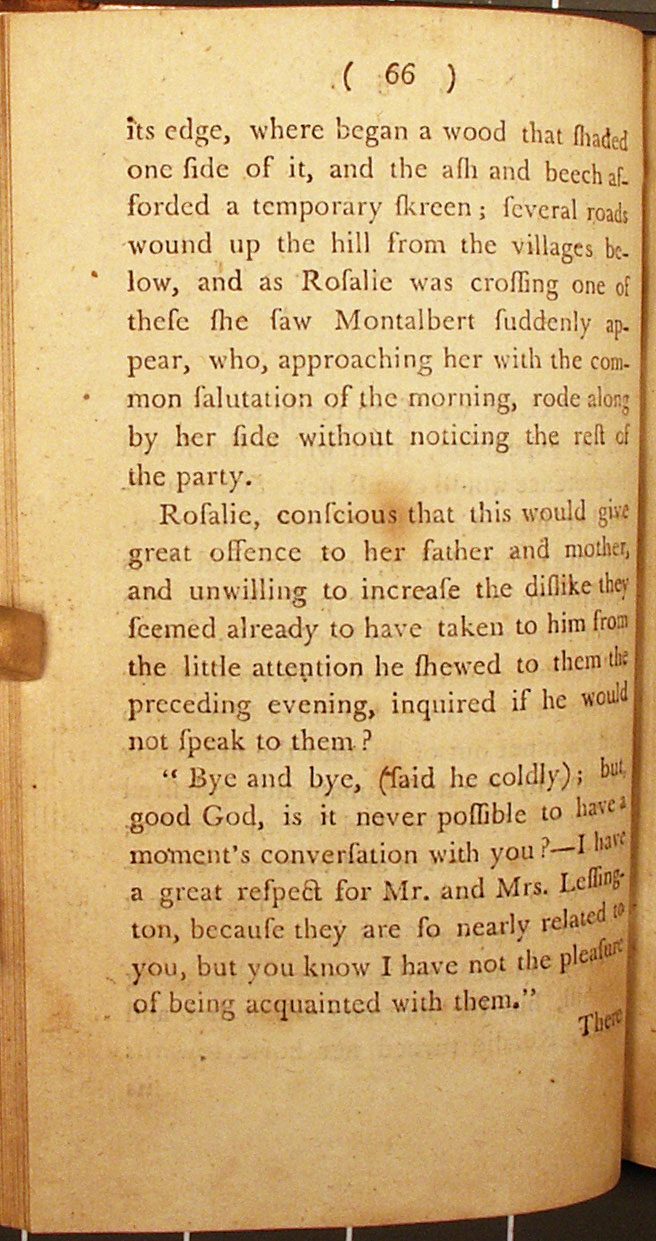 ( 66 )
its edge, where began a wood that ſhaded
one ſide of it, and the aſh and beech af-
forded a temporary ſkreen; ſeveral roads
wound up the hill from the villages be-
low, and as Roſalie was croſſing one of
theſe ſhe ſaw Montalbert ſuddenly ap-
pear, who, approaching her with the com-
mon ſalutation of the morning, rode along
by her ſide without noticing the reſt of
the party.
Roſalie, conſcious that this would give
great offence to her father and mother,
and unwilling to increaſe the diſlike they
ſeemed already to have taken to him from
the little attention he ſhewed to them the
preceding evening, inquired if he would
not ſpeak to them?
“ Bye and bye, (ſaid he coldly); but,
good God, is it never poſſible to have a
moment's converſation with you?—I have
a great reſpect for Mr. and Mrs. Leſſing-
ton, becauſe they are ſo nearly related to
you, but you know I have not the pleaſure
of being acquainted with them.”
There